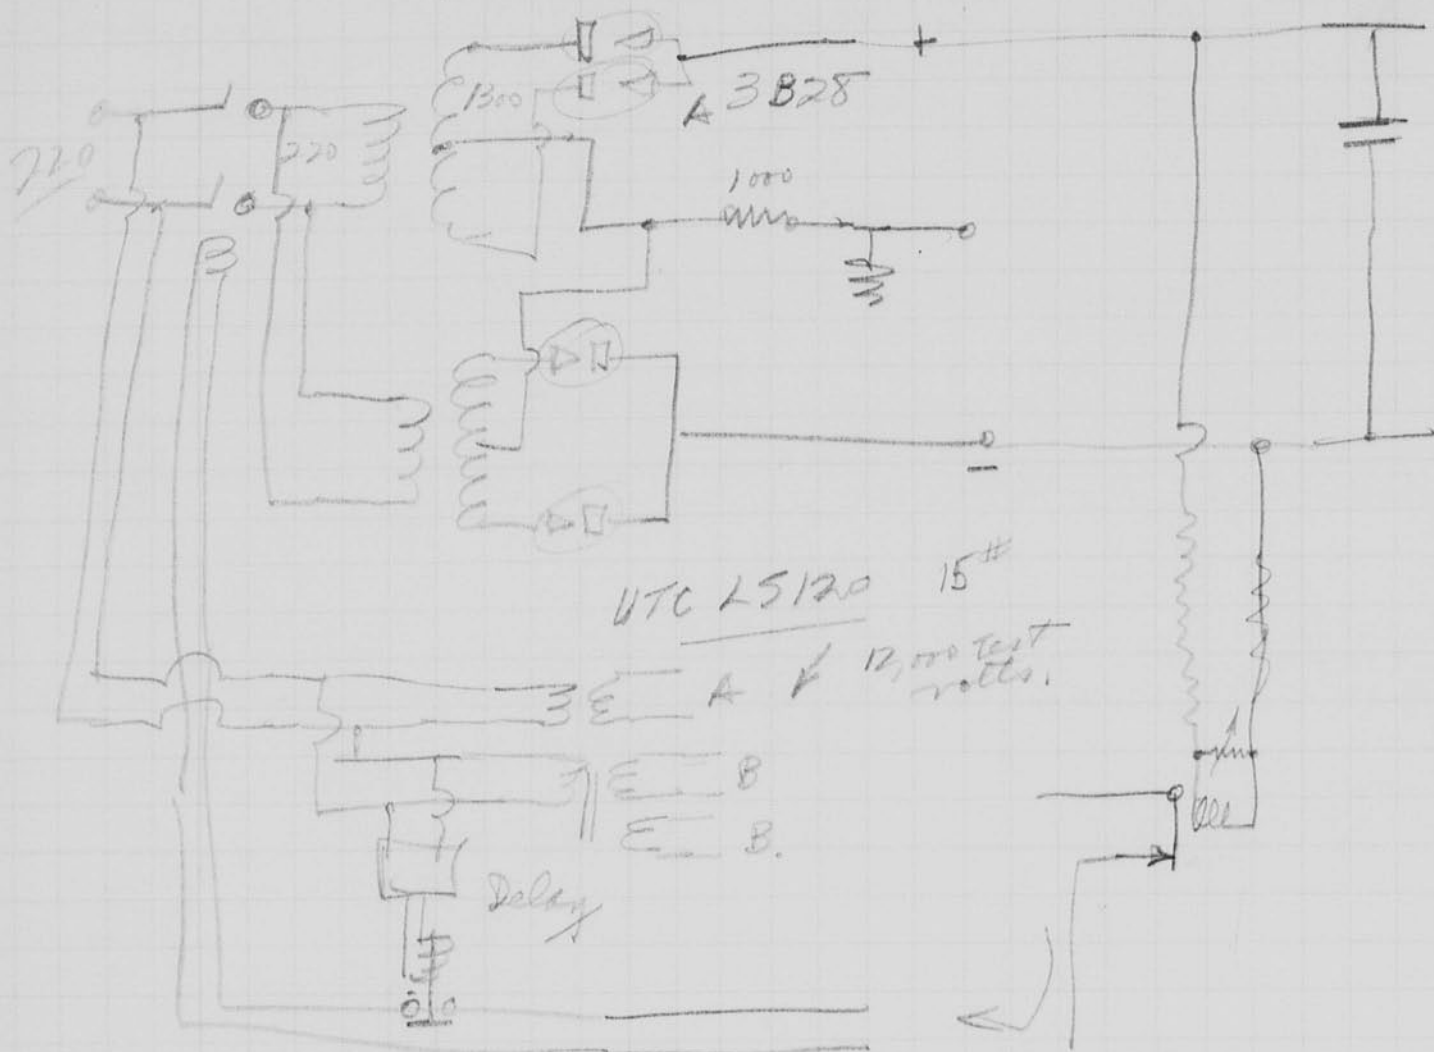 1300
+
A 3B28
220
220
1000
B
-
UTC LS120 15#
12,000 test
volts.
A
B
B.
Delay